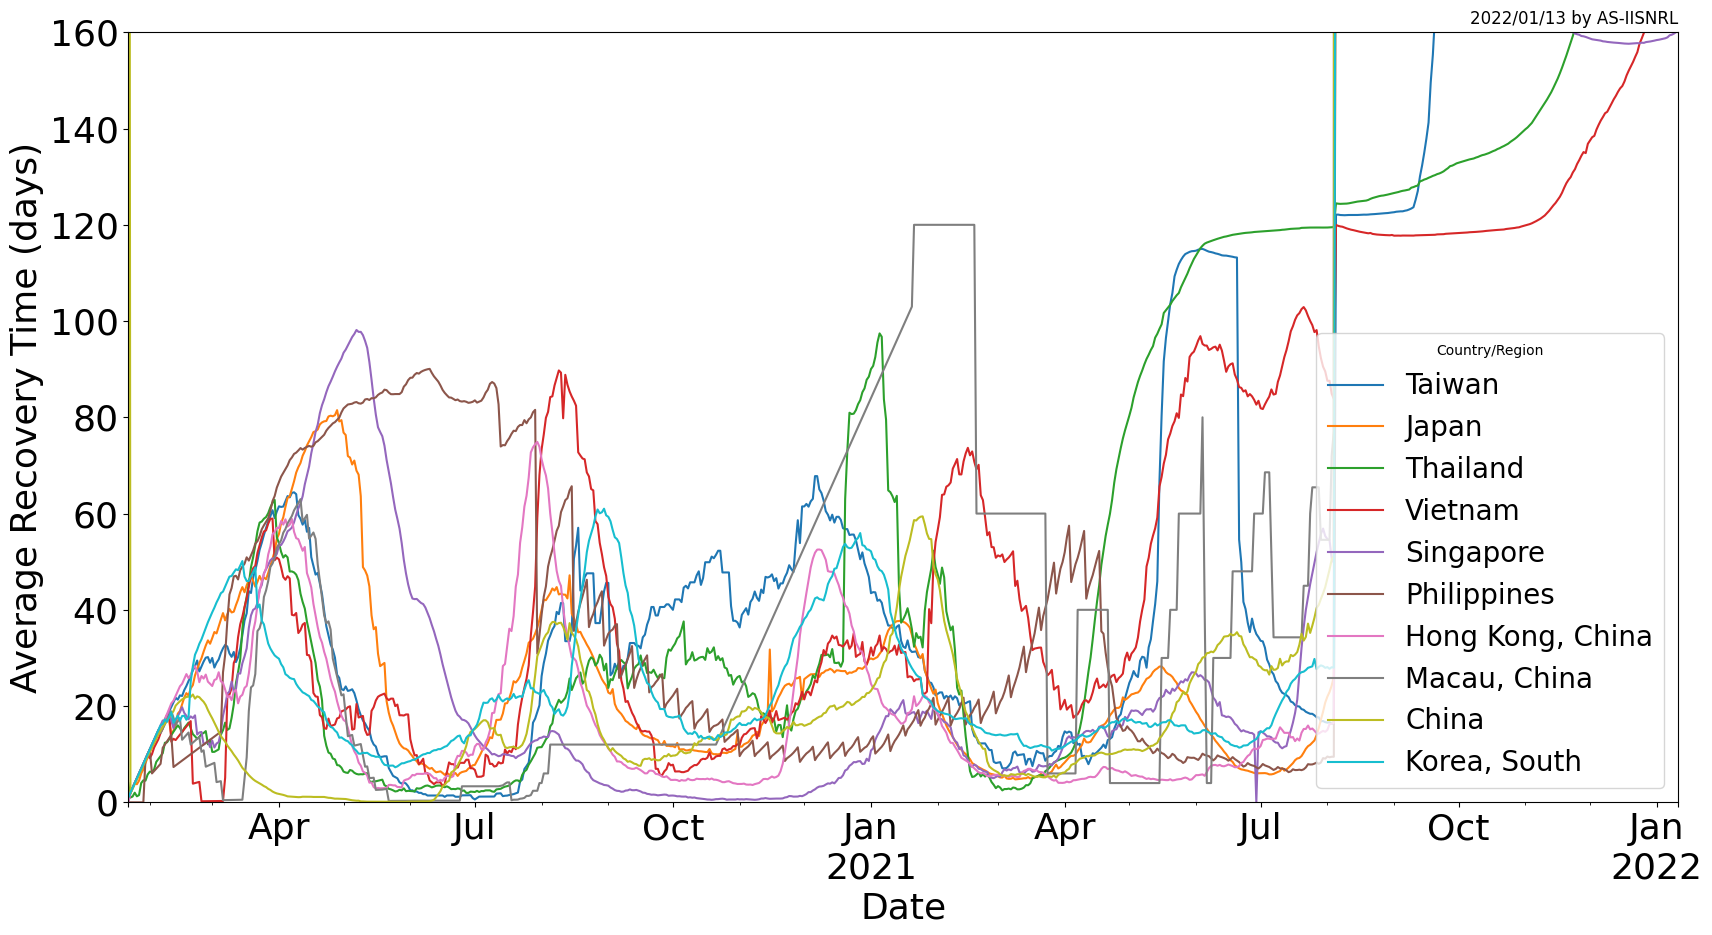 2022/01/13 by AS-IISNRL
Average Recovery Time (days)
160
140
120
100
80
60
40
20
0
Country/Region
Taiwan
Japan
Thailand
Vietnam
Singapore
Philippines
Hong Kong, China
Macau, China
China
Korea, South
Apr
Jul
Oct
Jan
2021
Apr
Jul
Oct
Jan
2022
Date